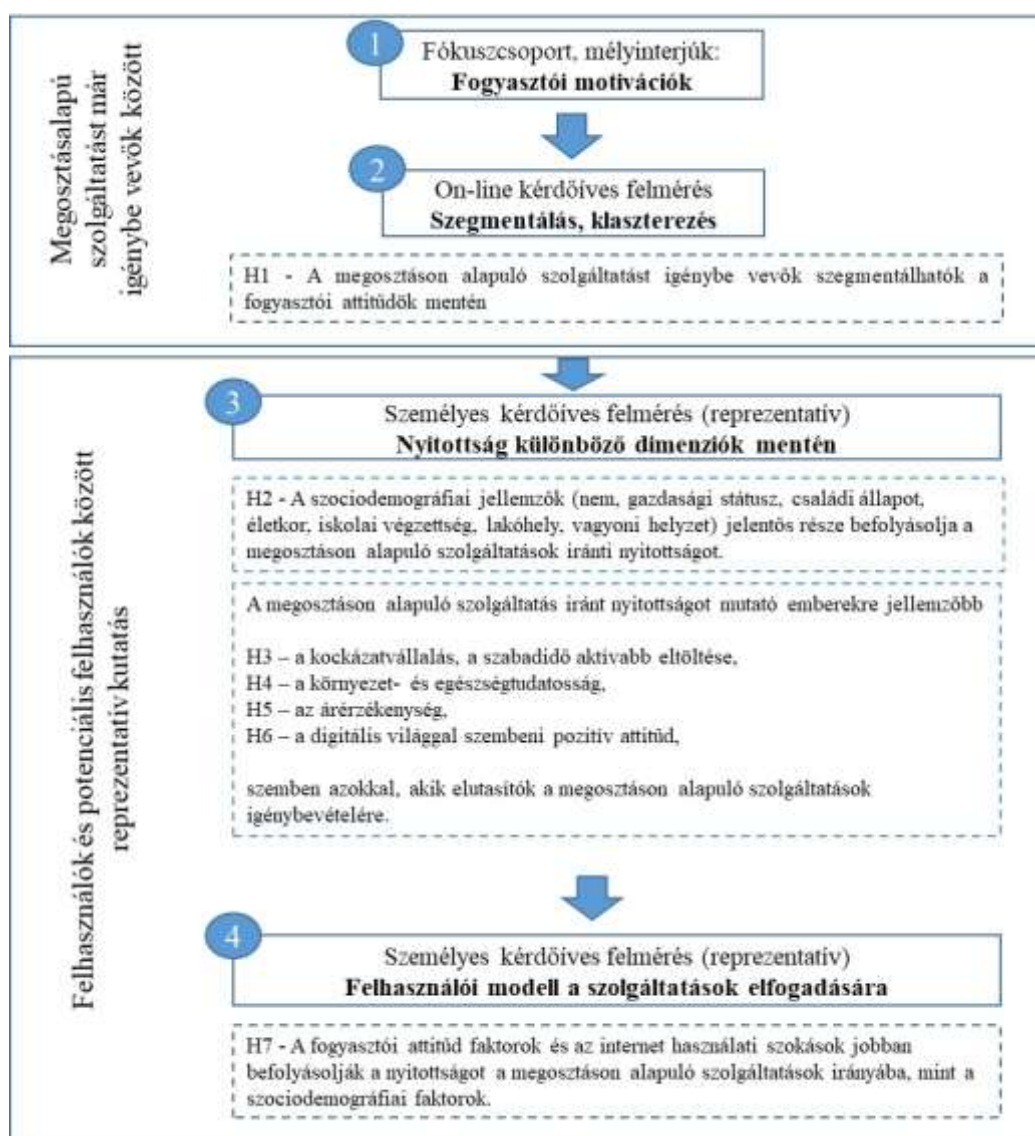 Megosztásalapú
szolgáltatást már
igénybe vevők között
1
Fókuszcsoport, mélyinterjúk:
Fogyasztói motivációk
2
On-line kérdőíves felmérés
Szegmentálás, klaszterezés
H1 - A megosztáson alapuló szolgáltatást igénybe vevők szegmentálhatók a
fogyasztói attitűdök mentén
Felhasználók és potenciális felhasználók között
reprezentatív kutatás
3
Személyes kérdőíves felmérés (reprezentatív)
Nyitottság különböző dimenziók mentén
H2 - A szociodemográfiai jellemzők (nem, gazdasági státusz, családi állapot,
életkor, iskolai végzettség, lakóhely, vagyoni helyzet) jelentős része befolyásolja a
megosztáson alapuló szolgáltatások iránti nyitottságot.
A megosztáson alapuló szolgáltatás iránt nyitottságot mutató emberekre jellemzőbb
H3 – a kockázatvállalás, a szabadidő aktívabb eltöltése,
H4 – a környezet- és egészségtudatosság,
H5 – az árérzékenység,
H6 – a digitális világgal szembeni pozitív attitűd,
szemben azokkal, akik elutasítók a megosztáson alapuló szolgáltatások
igénybevételére.
4
Személyes kérdőíves felmérés (reprezentatív)
Felhasználói modell a szolgáltatások elfogadására
H7 - A fogyasztói attitűd faktorok és az internet használati szokások jobban
befolyásolják a nyitottságot a megosztáson alapuló szolgáltatások irányába, mint a
szociodemográfiai faktorok.